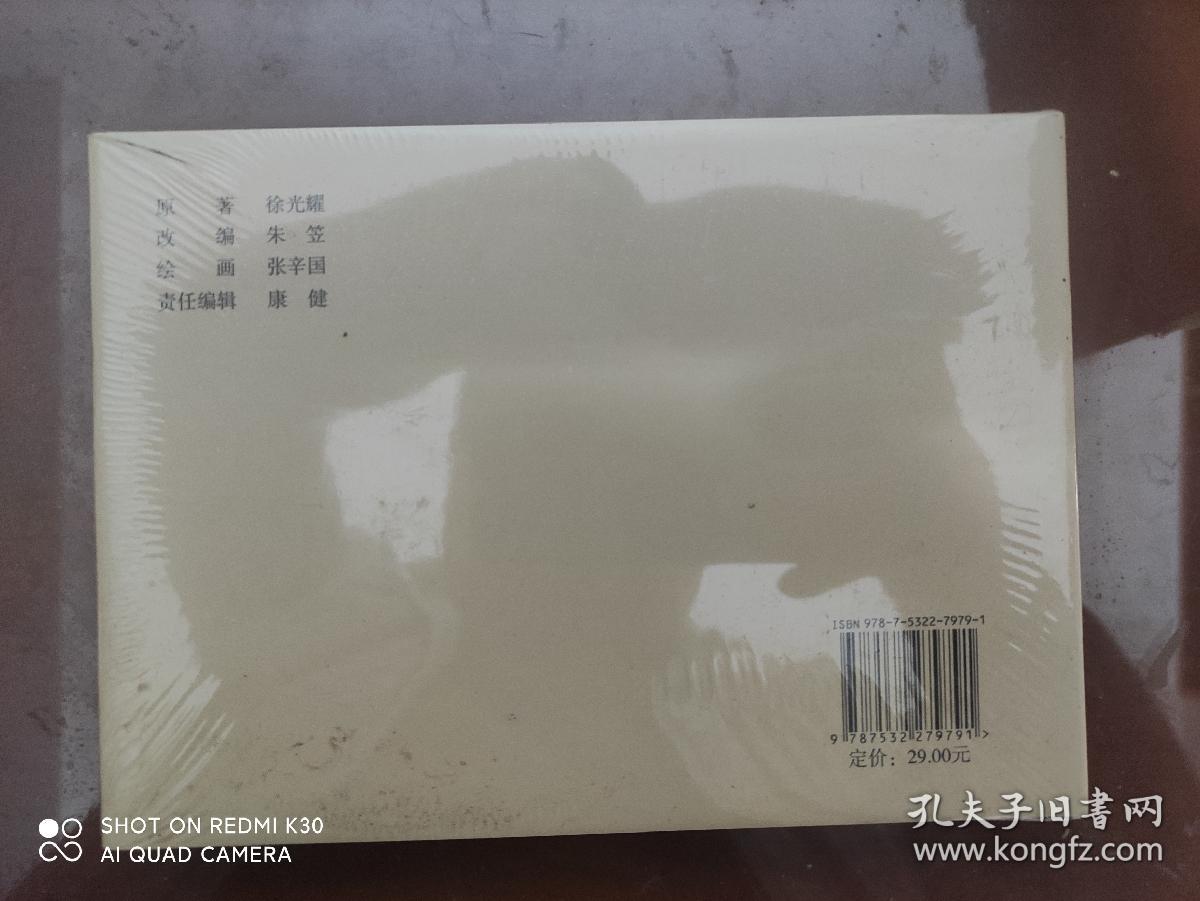 原　　著　徐光耀
改　　编　朱　笠
绘　　画　张辛国
责任编辑　康　健
ISBN 978-7-5322-7979-1
9 787532 279791 >
定价：29.00元
SHOT ON REDMI K30
AI QUAD CAMERA
孔夫子旧書网
www.kongfz.com